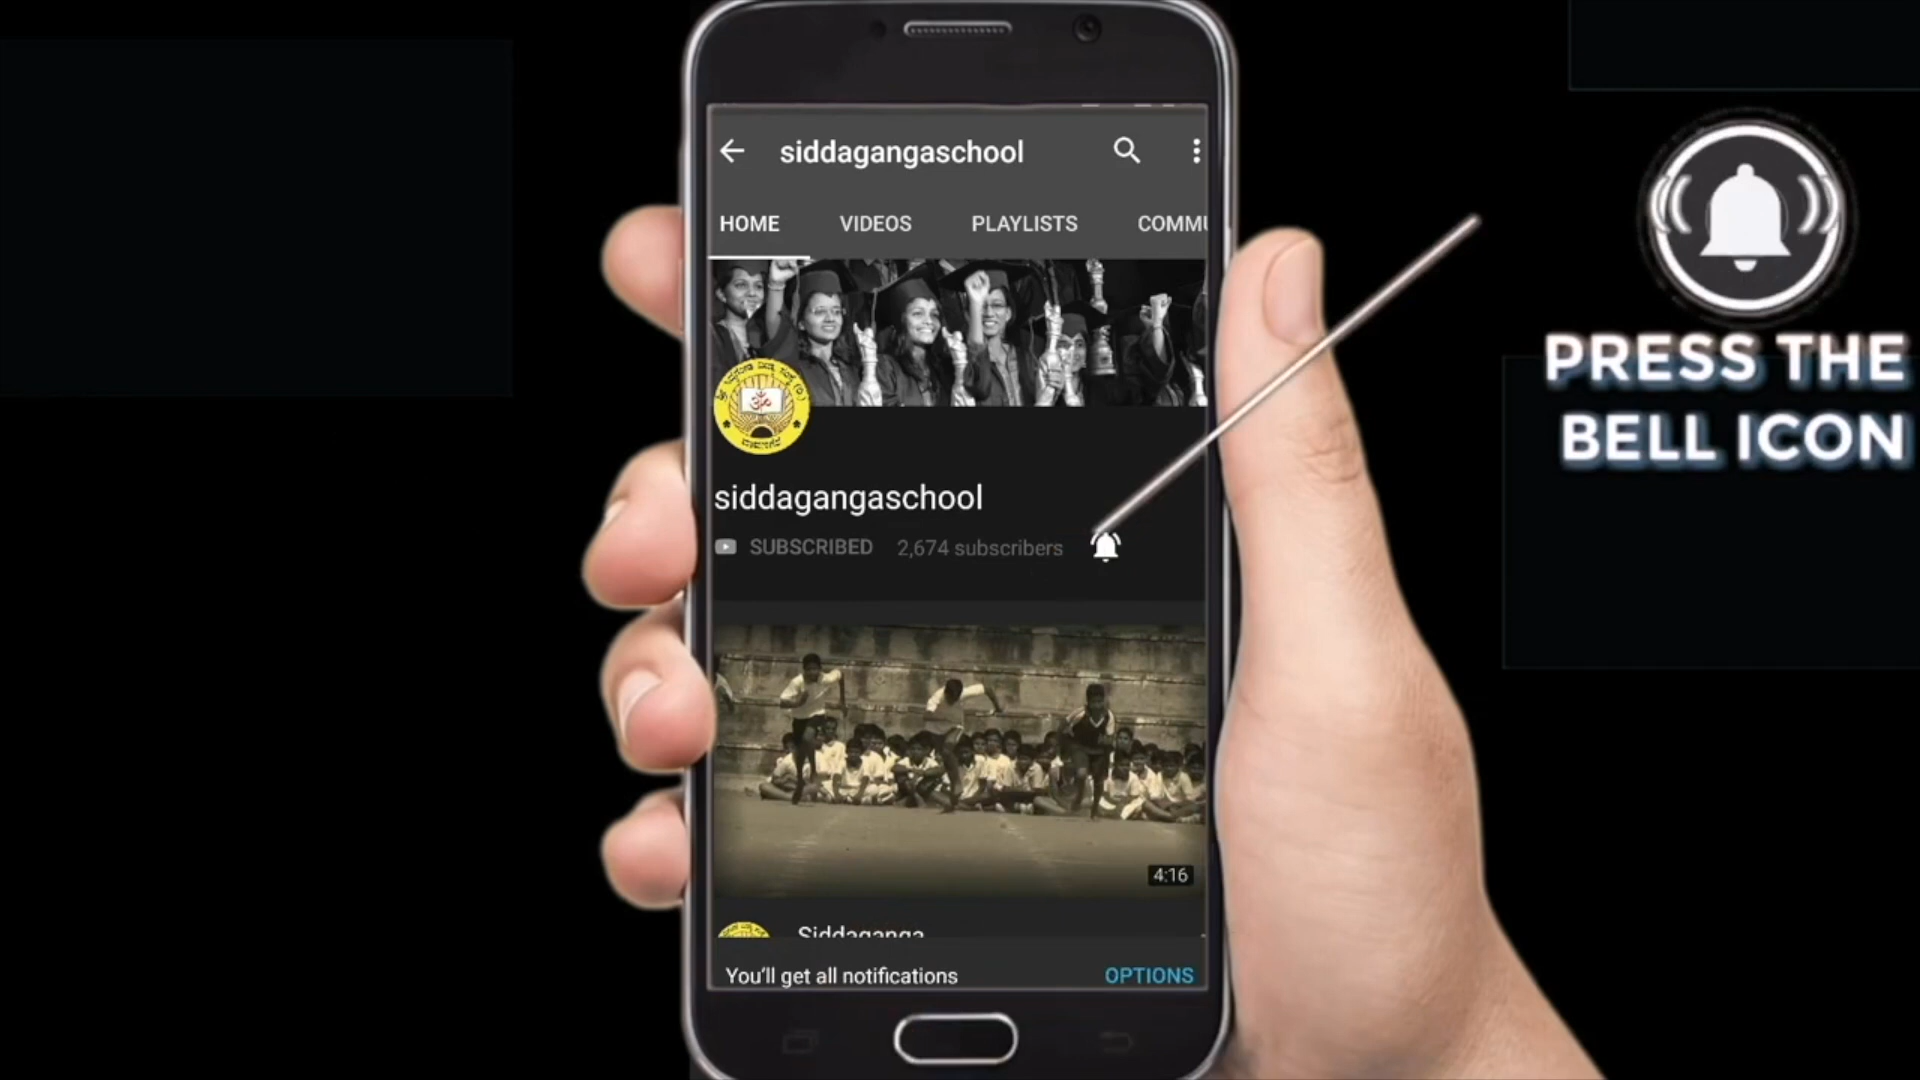 siddagangaschool
HOME VIDEOS PLAYLISTS COMMU
siddagangaschool
SUBSCRIBED 2,674 subscribers
4:16
Siddaganga
You'll get all notifications OPTIONS
PRESS THE
BELL ICON